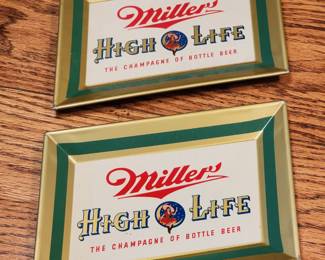 Miller
HIGH LIFE
THE CHAMPAGNE OF BOTTLE BEER
Miller
HIGH LIFE
THE CHAMPAGNE OF BOTTLE BEER